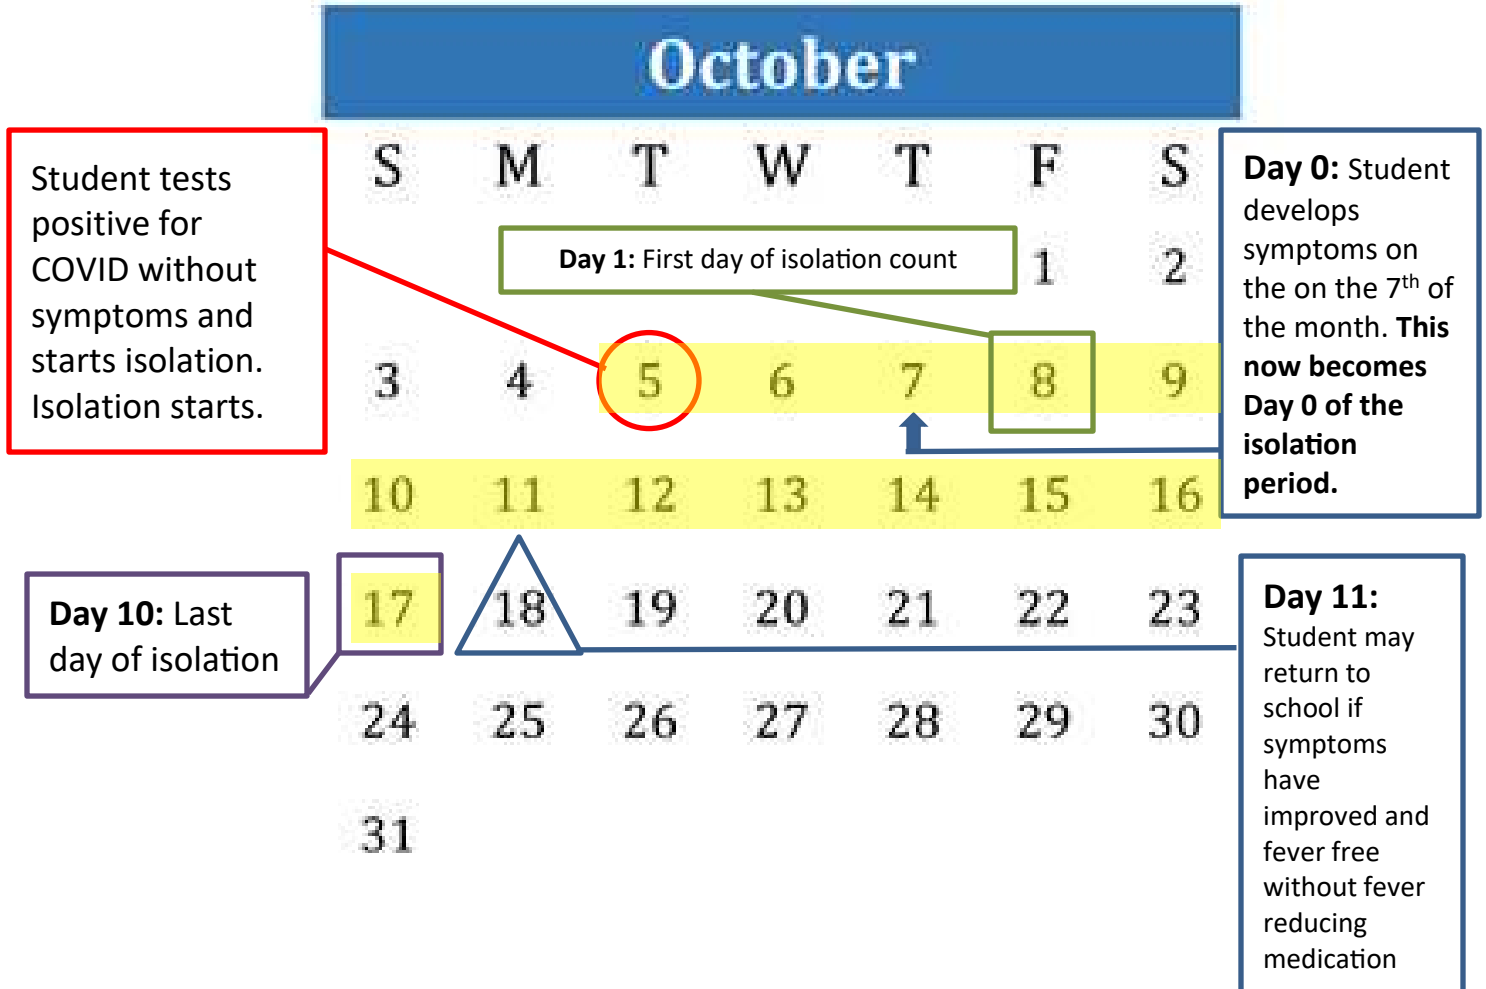 October
Student tests
positive for
COVID without
symptoms and
starts isolation.
Isolation starts.
S M T W T F S
Day 1: First day of isolation count
1 2
3 4 5 6 7 8 9
10 11 12 13 14 15 16
17 18 19 20 21 22 23
24 25 26 27 28 29 30
31
Day 0: Student
develops
symptoms on
the on the 7th of
the month. This
now becomes
Day 0 of the
isolation
period.
Day 10: Last
day of isolation
Day 11:
Student may
return to
school if
symptoms
have
improved and
fever free
without fever
reducing
medication